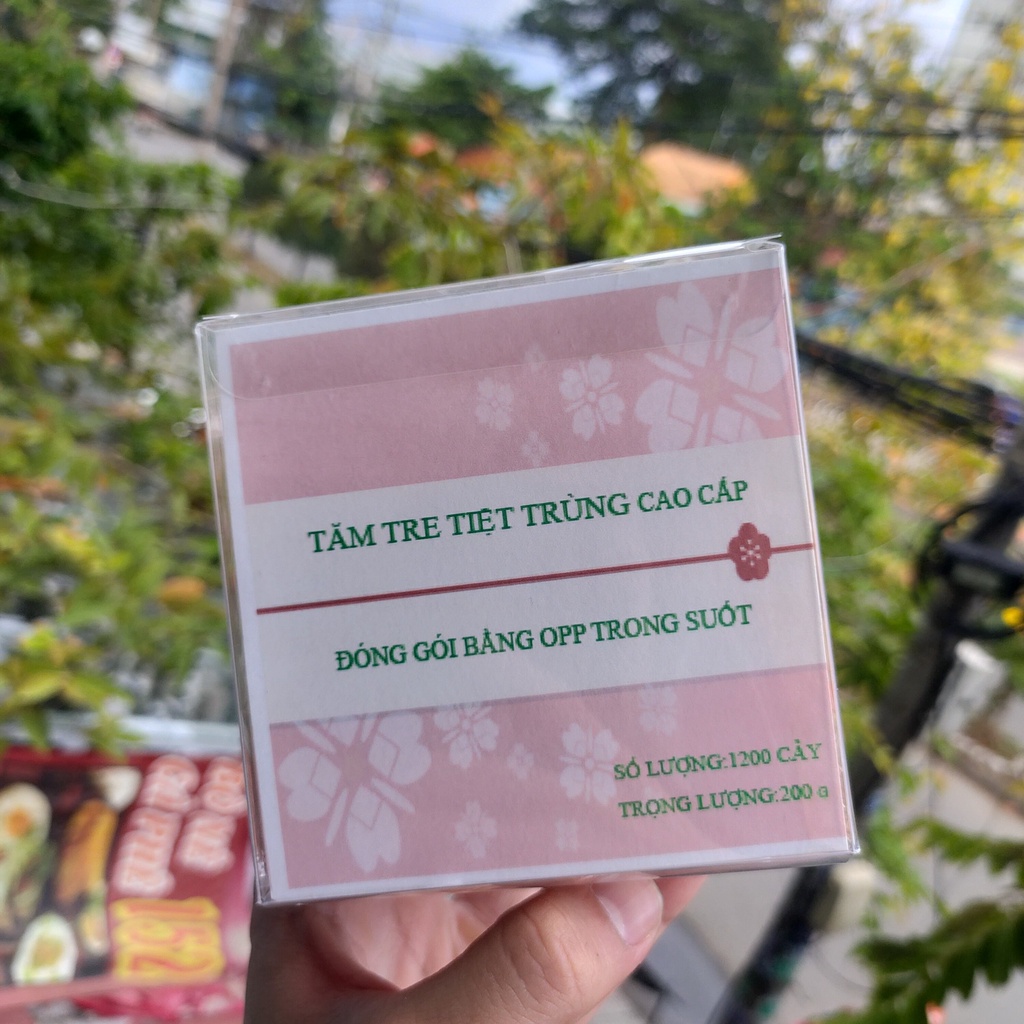 TĂM TRE TIỆT TRÙNG CAO CẤP
ĐÓNG GÓI BẰNG OPP TRONG SUỐT
SỐ LƯỢNG:1200 CÂY
TRỌNG LƯỢNG:200 G
152